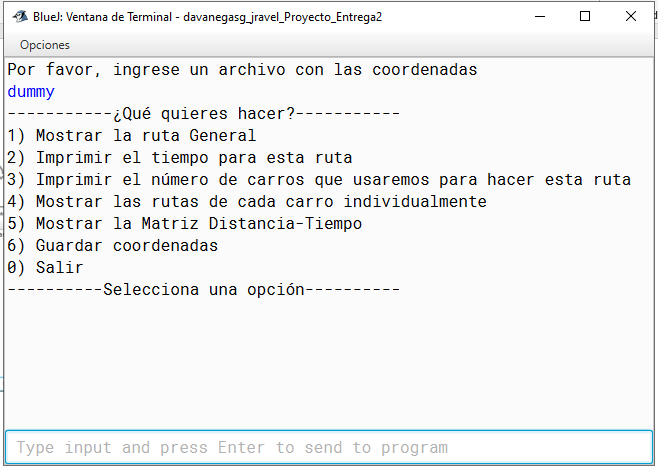 BlueJ: Ventana de Terminal - davanegasg_jravel_Proyecto_Entrega2
Opciones
Por favor, ingrese un archivo con las coordenadas
dummy
-----------¿Qué quieres hacer?-----------
1) Mostrar la ruta General
2) Imprimir el tiempo para esta ruta
3) Imprimir el número de carros que usaremos para hacer esta ruta
4) Mostrar las rutas de cada carro individualmente
5) Mostrar la Matriz Distancia-Tiempo
6) Guardar coordenadas
0) Salir
----------Selecciona una opción----------
Type input and press Enter to send to program